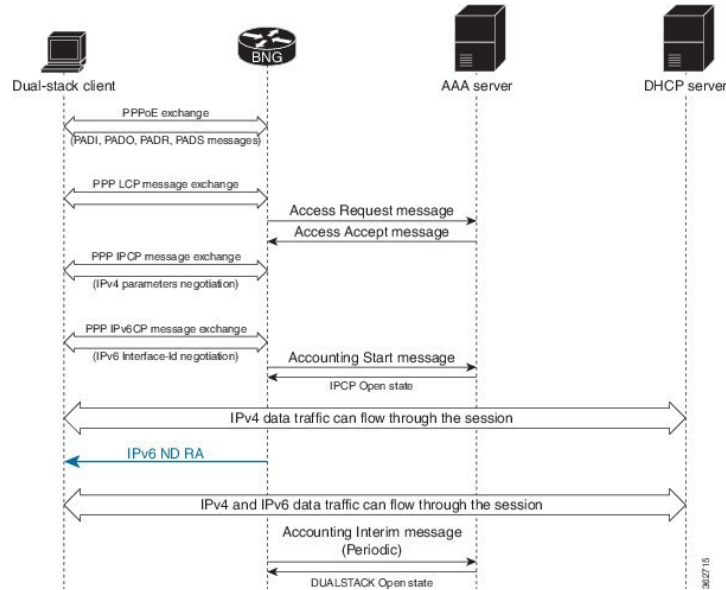 BNG
Dual-stack client
AAA server
DHCP server
PPPoE exchange
(PADI, PADO, PADR, PADS messages)
PPP LCP message exchange
Access Request message
Access Accept message
PPP IPCP message exchange
(IPv4 parameters negotiation)
PPP IPv6CP message exchange
(IPv6 Interface-Id negotiation)
Accounting Start message
IPCP Open state
IPv4 data traffic can flow through the session
IPv6 ND RA
IPv4 and IPv6 data traffic can flow through the session
Accounting Interim message
(Periodic)
DUALSTACK Open state
362715